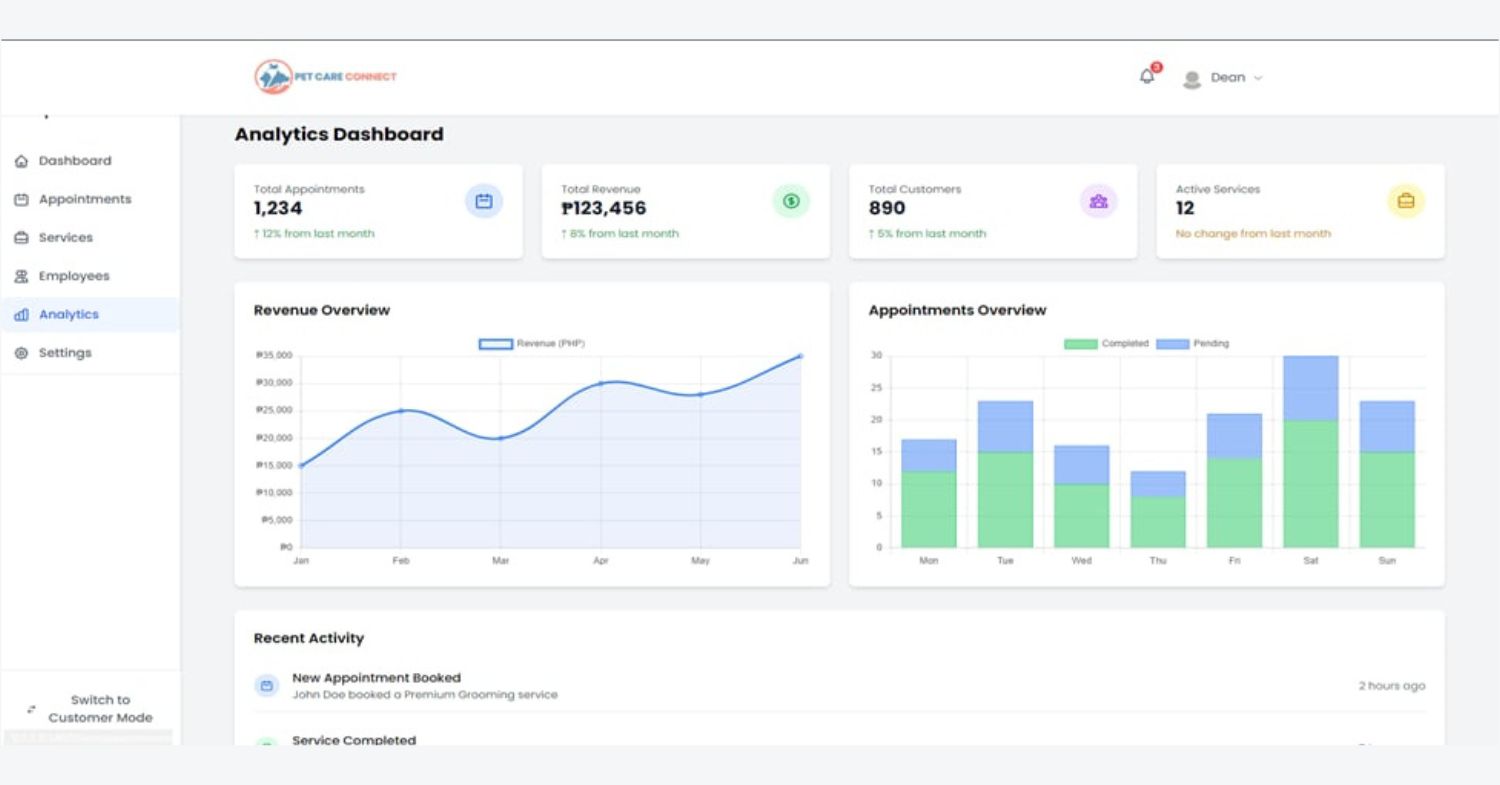 PET CARE CONNECT
3
Dean
Dashboard
Appointments
Services
Employees
Analytics
Settings
Switch to
Customer Mode
Analytics Dashboard
Total Appointments
1,234
↑ 12% from last month
Total Revenue
₱123,456
↑ 8% from last month
Total Customers
890
↑ 5% from last month
Active Services
12
No change from last month
Revenue Overview
Revenue (PHP)
₱35,000
₱30,000
₱25,000
₱20,000
₱15,000
₱10,000
₱5,000
₱0
Jan Feb Mar Apr May Jun
Appointments Overview
Completed Pending
30
25
20
15
10
5
0
Mon Tue Wed Thu Fri Sat Sun
Recent Activity
New Appointment Booked
John Doe booked a Premium Grooming service
2 hours ago
Service Completed